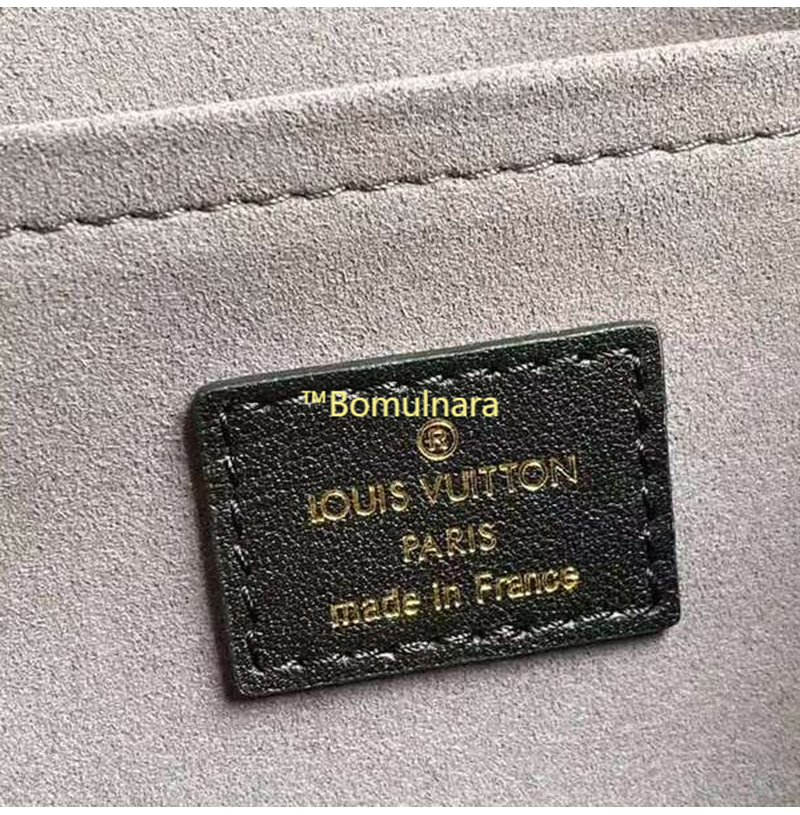 ™Bomulnara
®
LOUIS VUITTON
PARIS
made in France